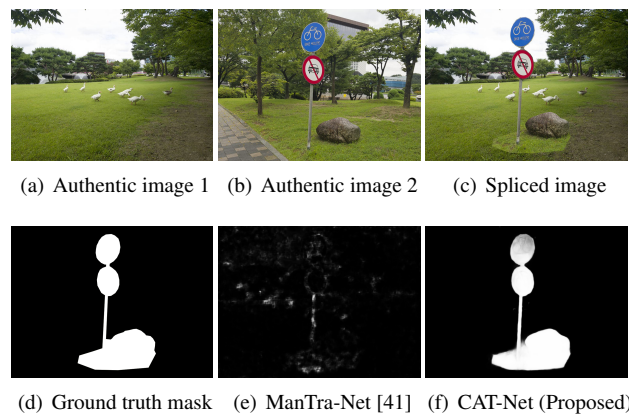 (a) Authentic image 1
(b) Authentic image 2
(c) Spliced image
(d) Ground truth mask
(e) ManTra-Net [41]
(f) CAT-Net (Proposed)